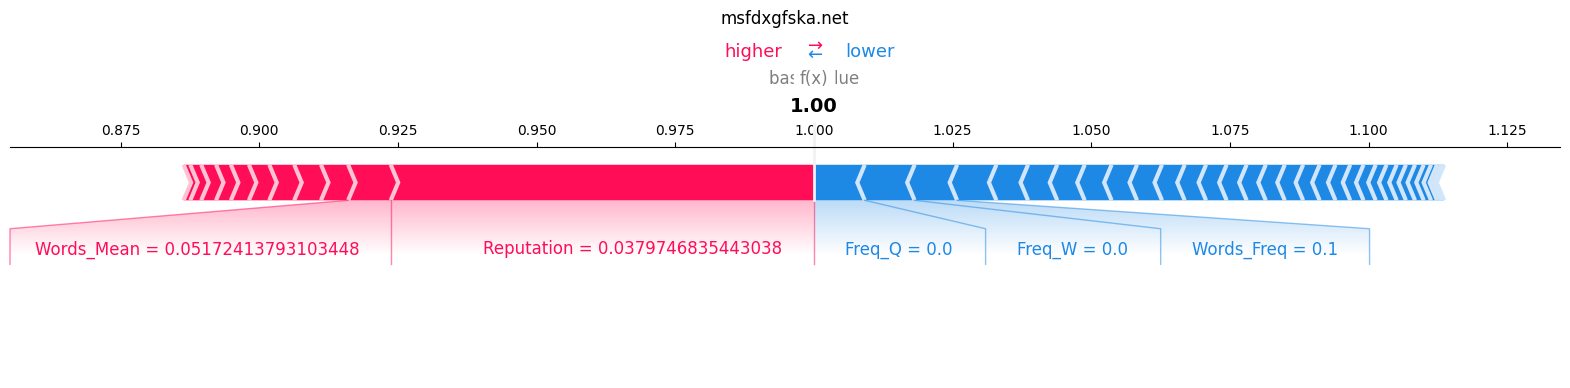 msfdxgfska.net
higher ⇄ lower
bas f(x) lue
1.00
0.875 0.900 0.925 0.950 0.975 1.000 1.025 1.050 1.075 1.100 1.125
Words_Mean = 0.05172413793103448 Reputation = 0.0379746835443038 Freq_Q = 0.0 Freq_W = 0.0 Words_Freq = 0.1